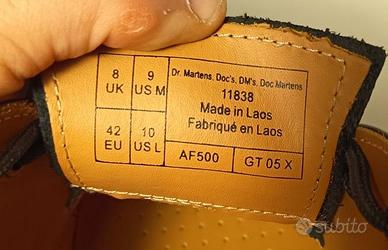 8 UK
9 US M
42 EU
10 US L
Dr. Martens, Doc's, DM's, Doc Martens
11838
Made in Laos
Fabriqué en Laos
AF500
GT 05 X
subito